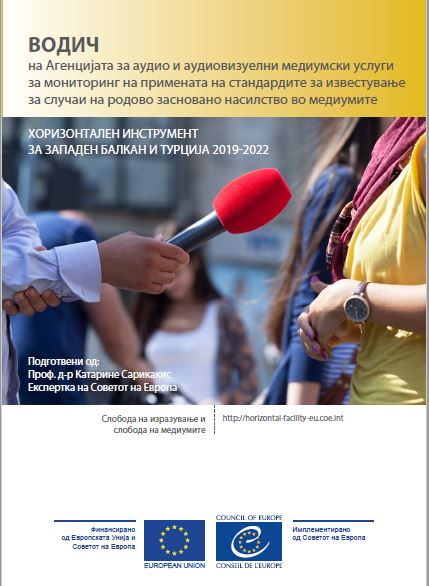 ВОДИЧ
на Агенцијата за аудио и аудиовизуелни медиумски услуги
за мониторинг на примената на стандардите за известување
за случаи на родово засновано насилство во медиумите
ХОРИЗОНТАЛЕН ИНСТРУМЕНТ
ЗА ЗАПАДЕН БАЛКАН И ТУРЦИЈА 2019-2022
Подготвени од:
Проф. д-р Катарине Сарикакис
Експертка на Советот на Европа
Слобода на изразување и
слобода на медиумите
http://horizontal-facility-eu.coe.int
Финансирано
од Европската Унија и
Советот на Европа
EUROPEAN UNION
COUNCIL OF EUROPE
CONSEIL DE L'EUROPE
Имплементирано
од Советот на Европа